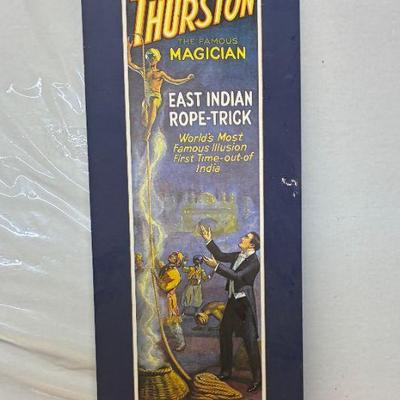 THURSTON
THE FAMOUS
MAGICIAN
EAST INDIAN
ROPE-TRICK
World's Most
Famous Illusion
First Time-out-of
India